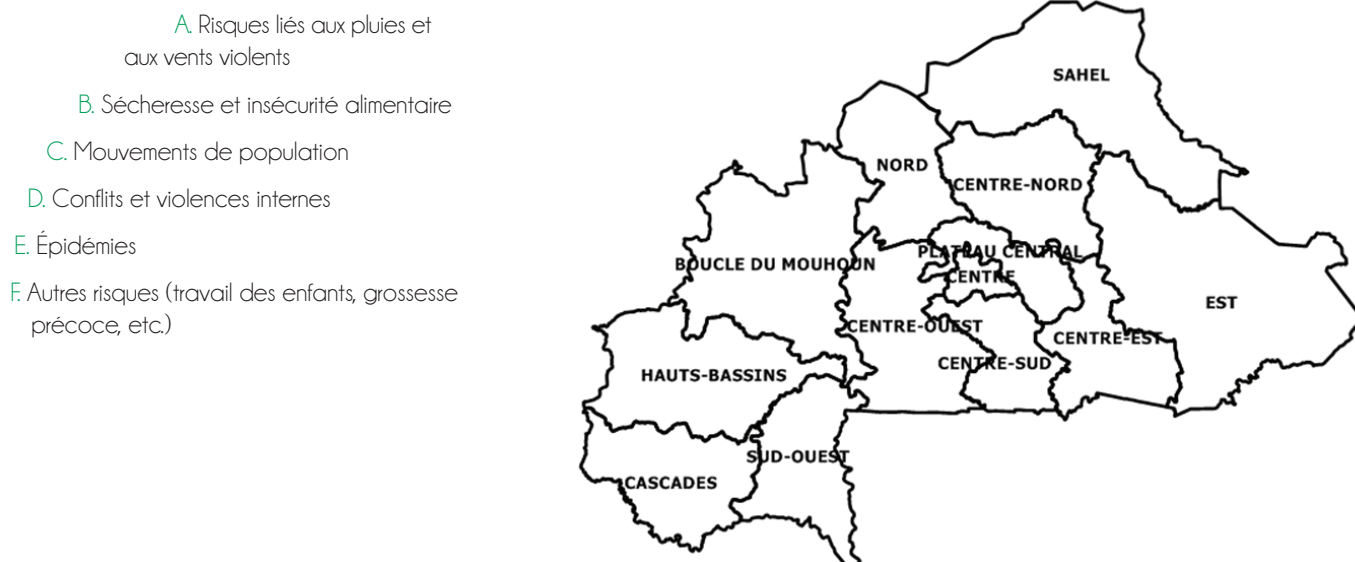 A. Risques liés aux pluies et
aux vents violents
B. Sécheresse et insécurité alimentaire
C. Mouvements de population
D. Conflits et violences internes
E. Épidémies
F. Autres risques (travail des enfants, grossesse
précoce, etc.)
SAHEL
NORD
CENTRE-NORD
PLATEAU CENTRAL
BOUCLE DU MOUHOUN
CENTRE
EST
CENTRE-OUEST
CENTRE-EST
CENTRE-SUD
HAUTS-BASSINS
SUD-OUEST
CASCADES